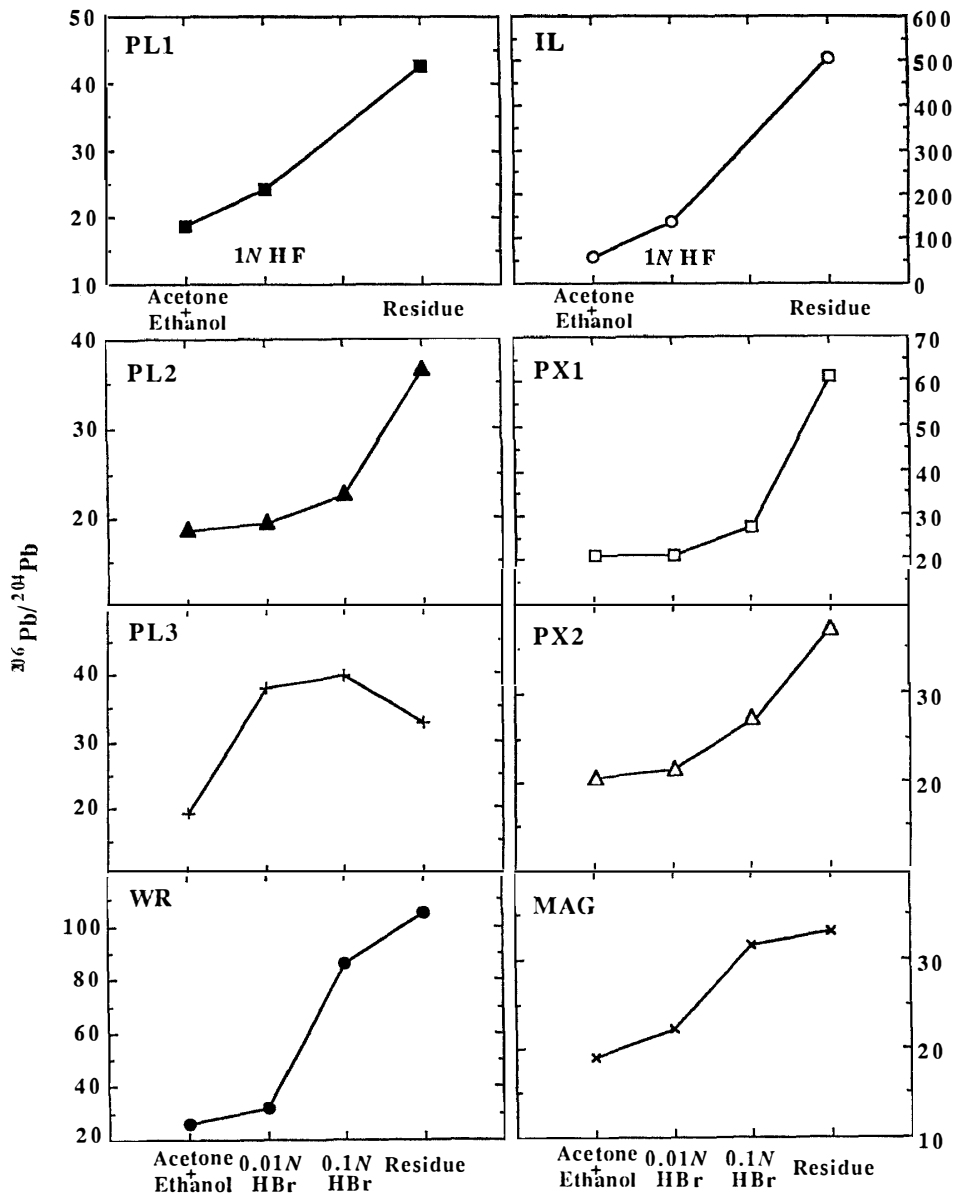 50
40
30
20
10
PL1
1N HF
Acetone
+
Ethanol
Residue
IL
600
500
400
300
200
100
0
1N HF
Acetone
+
Ethanol
Residue
40
30
20
PL2
PX1
70
60
50
40
30
20
206Pb/204Pb
PL3
40
30
20
PX2
30
20
WR
100
80
60
40
20
MAG
30
20
10
Acetone
+
Ethanol
0.01N
HBr
0.1N
HBr
Residue
Acetone
+
Ethanol
0.01N
HBr
0.1N
HBr
Residue